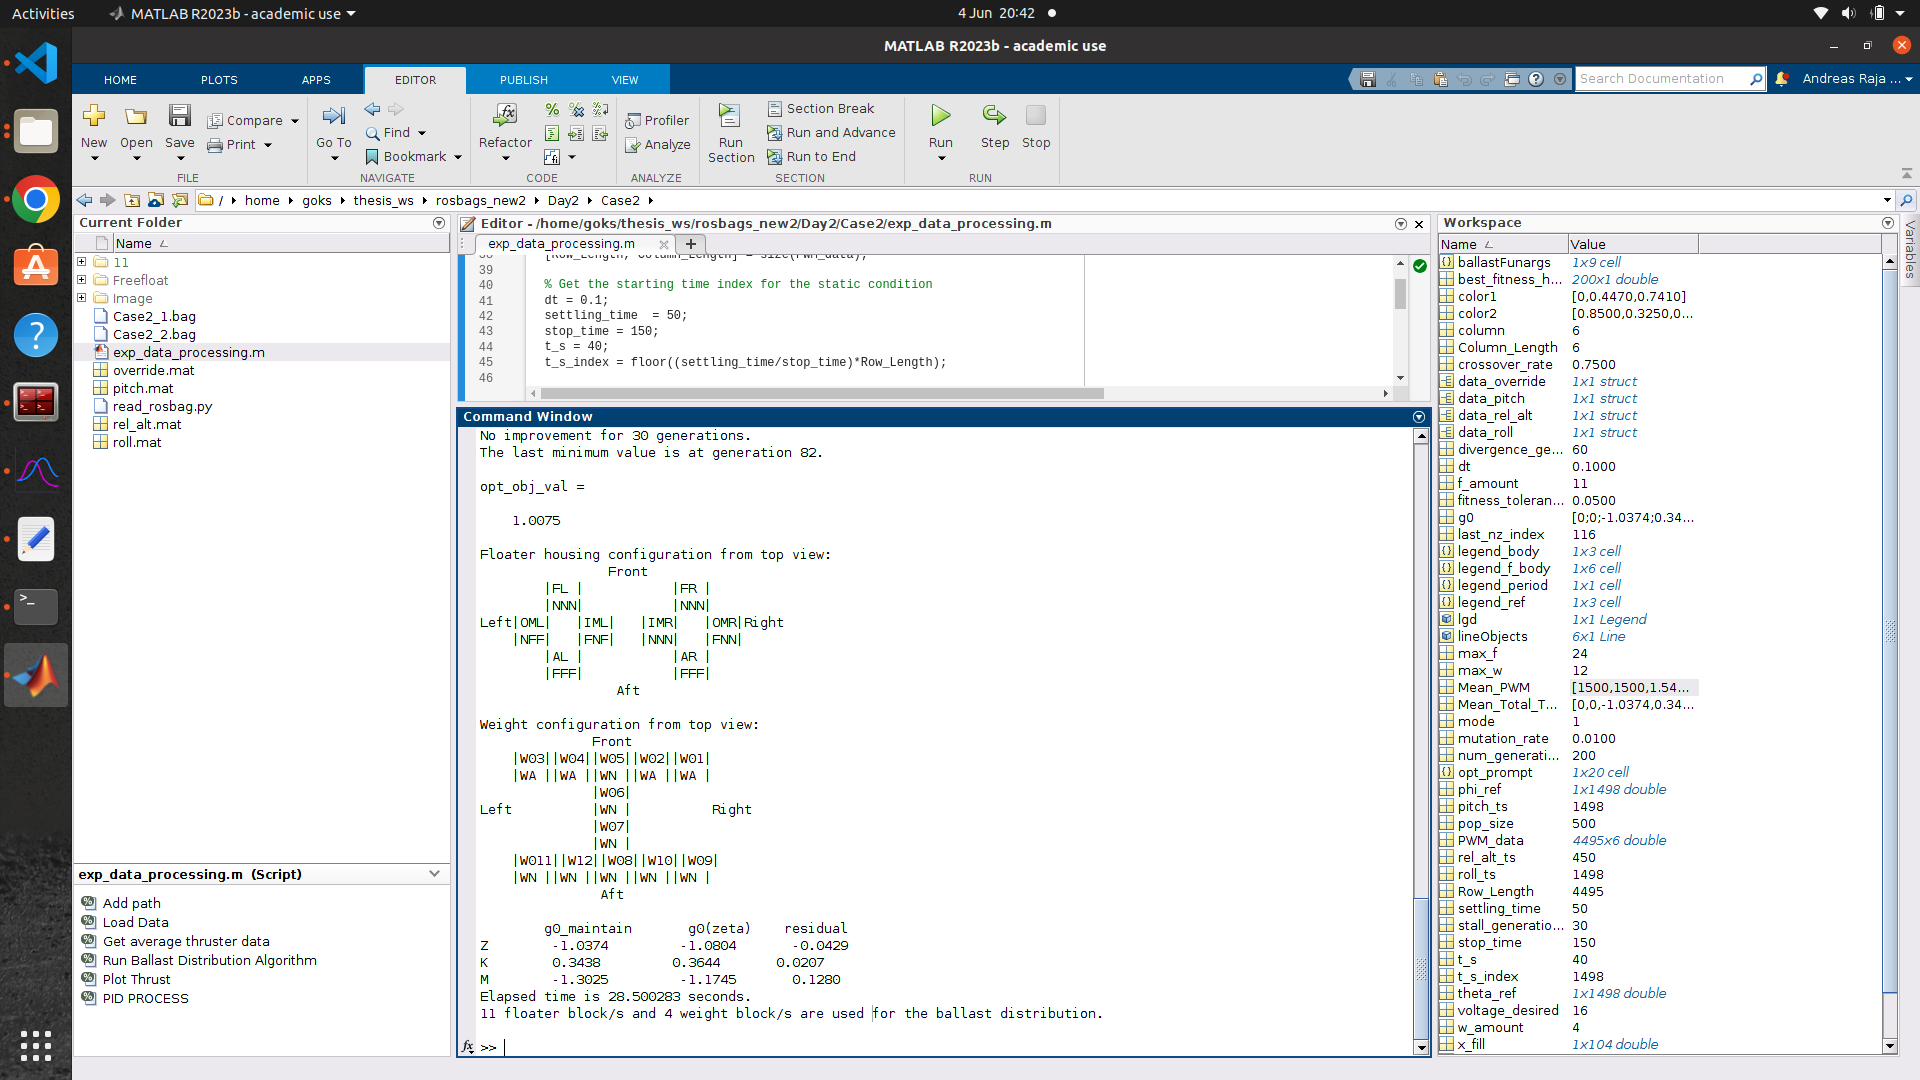 Activities MATLAB R2023b - academic use 4 Jun 20:42
MATLAB R2023b - academic use
HOME PLOTS APPS EDITOR PUBLISH VIEW Search Documentation Andreas Raja ...
New Open Save Compare Print FILE
Go To Find Bookmark NAVIGATE
Refactor CODE
Profiler Analyze ANALYZE
Run Section Section Break Run and Advance Run to End SECTION
Run Step Stop RUN
/ home goks thesis_ws rosbags_new2 Day2 Case2
Current Folder
Name
11
Freefloat
Image
Case2_1.bag
Case2_2.bag
exp_data_processing.m
override.mat
pitch.mat
read_rosbag.py
rel_alt.mat
roll.mat
exp_data_processing.m (Script)
Add path
Load Data
Get average thruster data
Run Ballast Distribution Algorithm
Plot Thrust
PID PROCESS
Editor - /home/goks/thesis_ws/rosbags_new2/Day2/Case2/exp_data_processing.m
exp_data_processing.m
38 [Row_Length, Column_Length] = size(PWM_data);
39
40 % Get the starting time index for the static condition
41 dt = 0.1;
42 settling_time  = 50;
43 stop_time = 150;
44 t_s = 40;
45 t_s_index = floor((settling_time/stop_time)*Row_Length);
46
Command Window
No improvement for 30 generations.
The last minimum value is at generation 82.
opt_obj_val =
1.0075
Floater housing configuration from top view:
Front
|FL | |FR |
|NNN| |NNN|
Left|OML| |IML| |IMR| |OMR|Right
|NFF| |FNF| |NNN| |FNN|
|AL | |AR |
|FFF| |FFF|
Aft
Weight configuration from top view:
Front
|W03||W04||W05||W02||W01|
|WA ||WA ||WN ||WA ||WA |
|W06|
Left |WN | Right
|W07|
|WN |
|W011||W12||W08||W10||W09|
|WN ||WN ||WN ||WN ||WN |
Aft
g0_maintain g0(zeta) residual
Z -1.0374 -1.0804 -0.0429
K 0.3438 0.3644 0.0207
M -1.3025 -1.1745 0.1280
Elapsed time is 28.500283 seconds.
11 floater block/s and 4 weight block/s are used for the ballast distribution.
fx >>
Workspace
Name Value
ballastFunargs 1x9 cell
best_fitness_h... 200x1 double
color1 [0,0.4470,0.7410]
color2 [0.8500,0.3250,0...
column 6
Column_Length 6
crossover_rate 0.7500
data_override 1x1 struct
data_pitch 1x1 struct
data_rel_alt 1x1 struct
data_roll 1x1 struct
divergence_ge... 60
dt 0.1000
f_amount 11
fitness_toleran... 0.0500
g0 [0;0;-1.0374;0.34...
last_nz_index 116
legend_body 1x3 cell
legend_f_body 1x6 cell
legend_period 1x1 cell
legend_ref 1x3 cell
lgd 1x1 Legend
lineObjects 6x1 Line
max_f 24
max_w 12
Mean_PWM [1500,1500,1.54...
Mean_Total_T... [0,0,-1.0374,0.34...
mode 1
mutation_rate 0.0100
num_generati... 200
opt_prompt 1x20 cell
phi_ref 1x1498 double
pitch_ts 1498
pop_size 500
PWM_data 4495x6 double
rel_alt_ts 450
roll_ts 1498
Row_Length 4495
settling_time 50
stall_generatio... 30
stop_time 150
t_s 40
t_s_index 1498
theta_ref 1x1498 double
voltage_desired 16
w_amount 4
x_fill 1x104 double
Variables